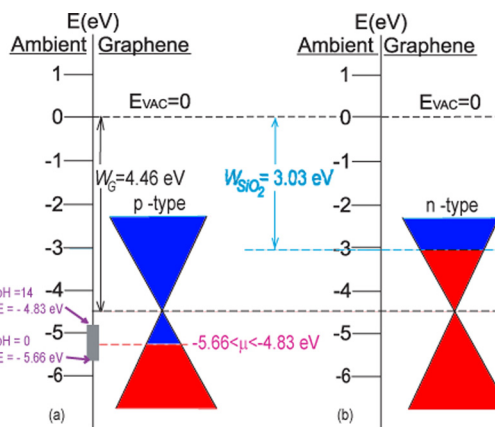 E(eV)
Ambient Graphene
1
0
-1
-2
-3
-4
-5
-6
EVAC=0
WG=4.46 eV
p -type
pH =14
E = - 4.83 eV
pH = 0
E = - 5.66 eV
-5.66<μ<-4.83eV
(a)
WSiO2= 3.03 eV
E(eV)
Ambient Graphene
1
0
-1
-2
-3
-4
-5
-6
EVAC=0
n -type
(b)